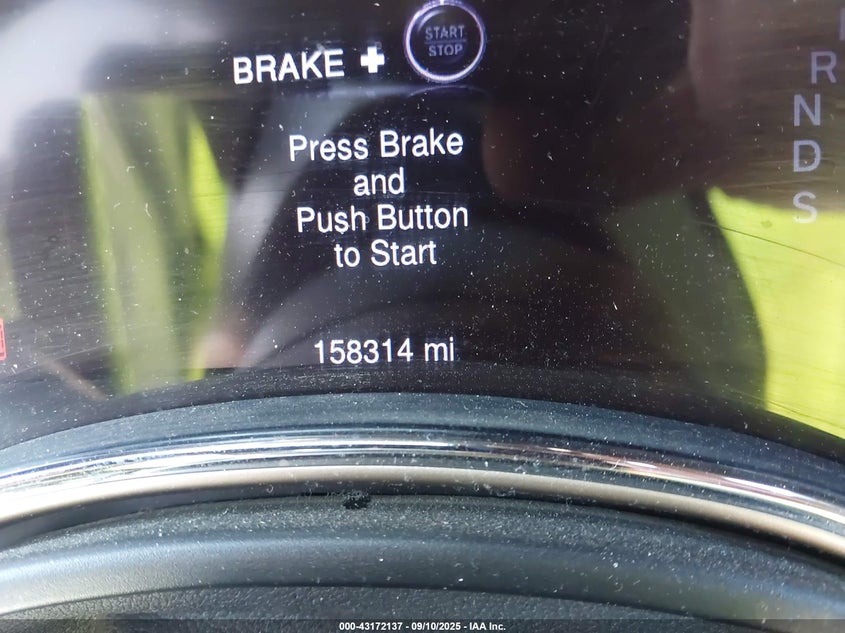 START
STOP
BRAKE +
R
N
D
S
Press Brake
and
Push Button
to Start
158314 mi
000-43172137 - 09/10/2025 - IAA Inc.